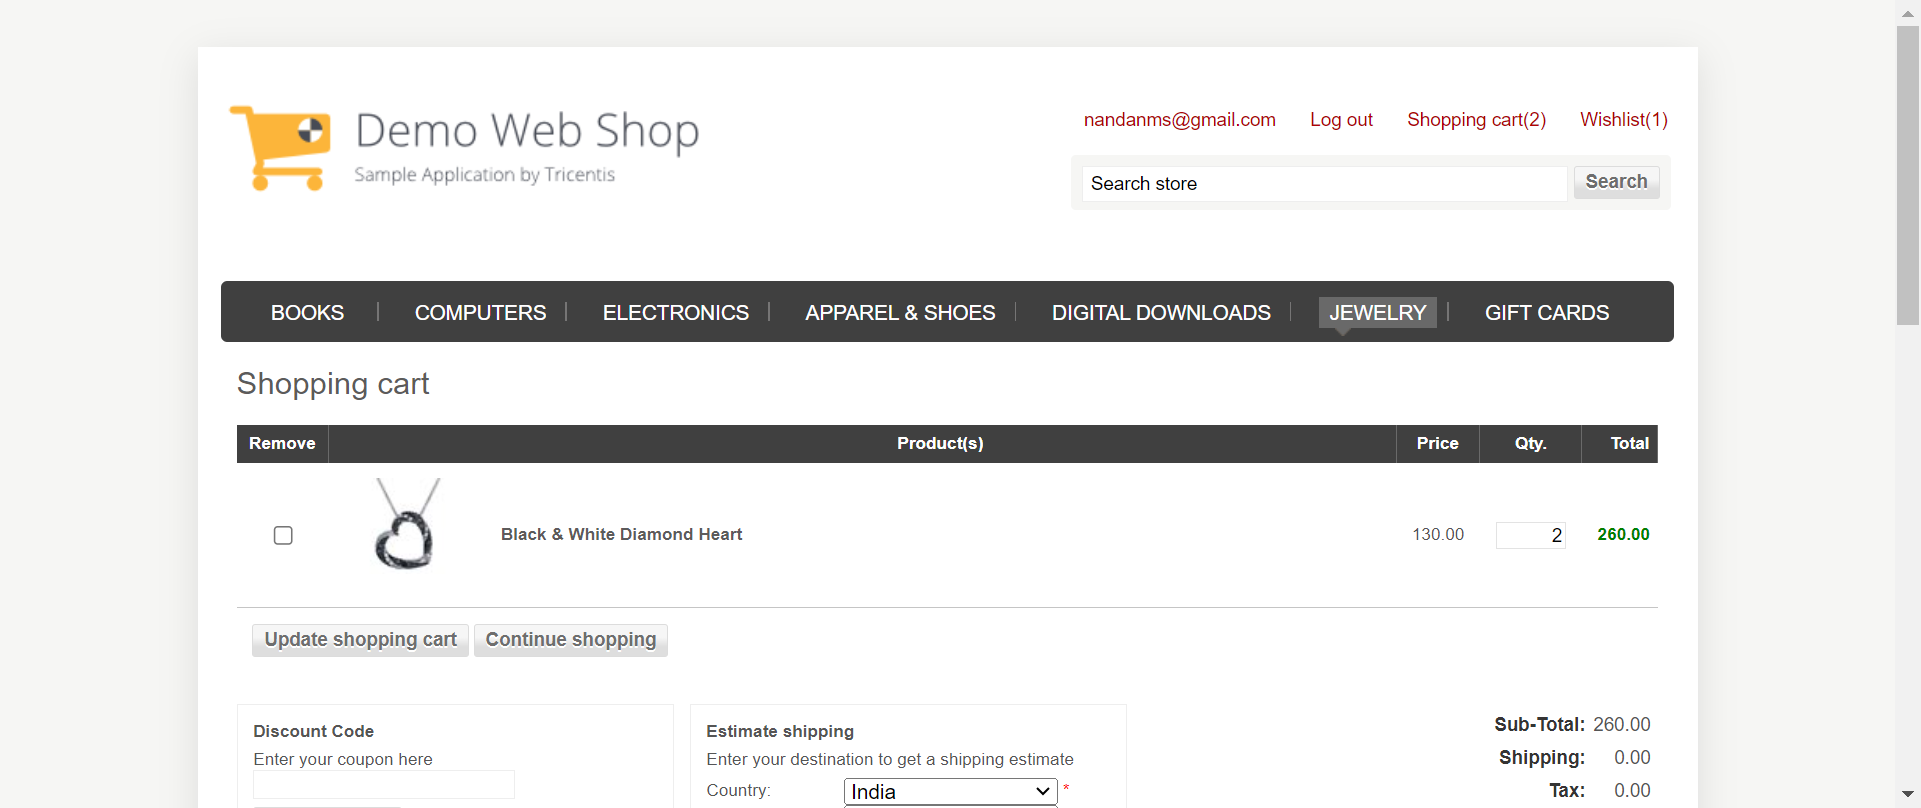 Demo Web Shop
Sample Application by Tricentis
nandanms@gmail.com Log out Shopping cart(2) Wishlist(1)
Search store Search
BOOKS COMPUTERS ELECTRONICS APPAREL & SHOES DIGITAL DOWNLOADS JEWELRY GIFT CARDS
Shopping cart
Remove Product(s) Price Qty. Total
Black & White Diamond Heart 130.00 2 260.00
Update shopping cart Continue shopping
Discount Code
Enter your coupon here
Estimate shipping
Enter your destination to get a shipping estimate
Country: India *
Sub-Total: 260.00
Shipping: 0.00
Tax: 0.00